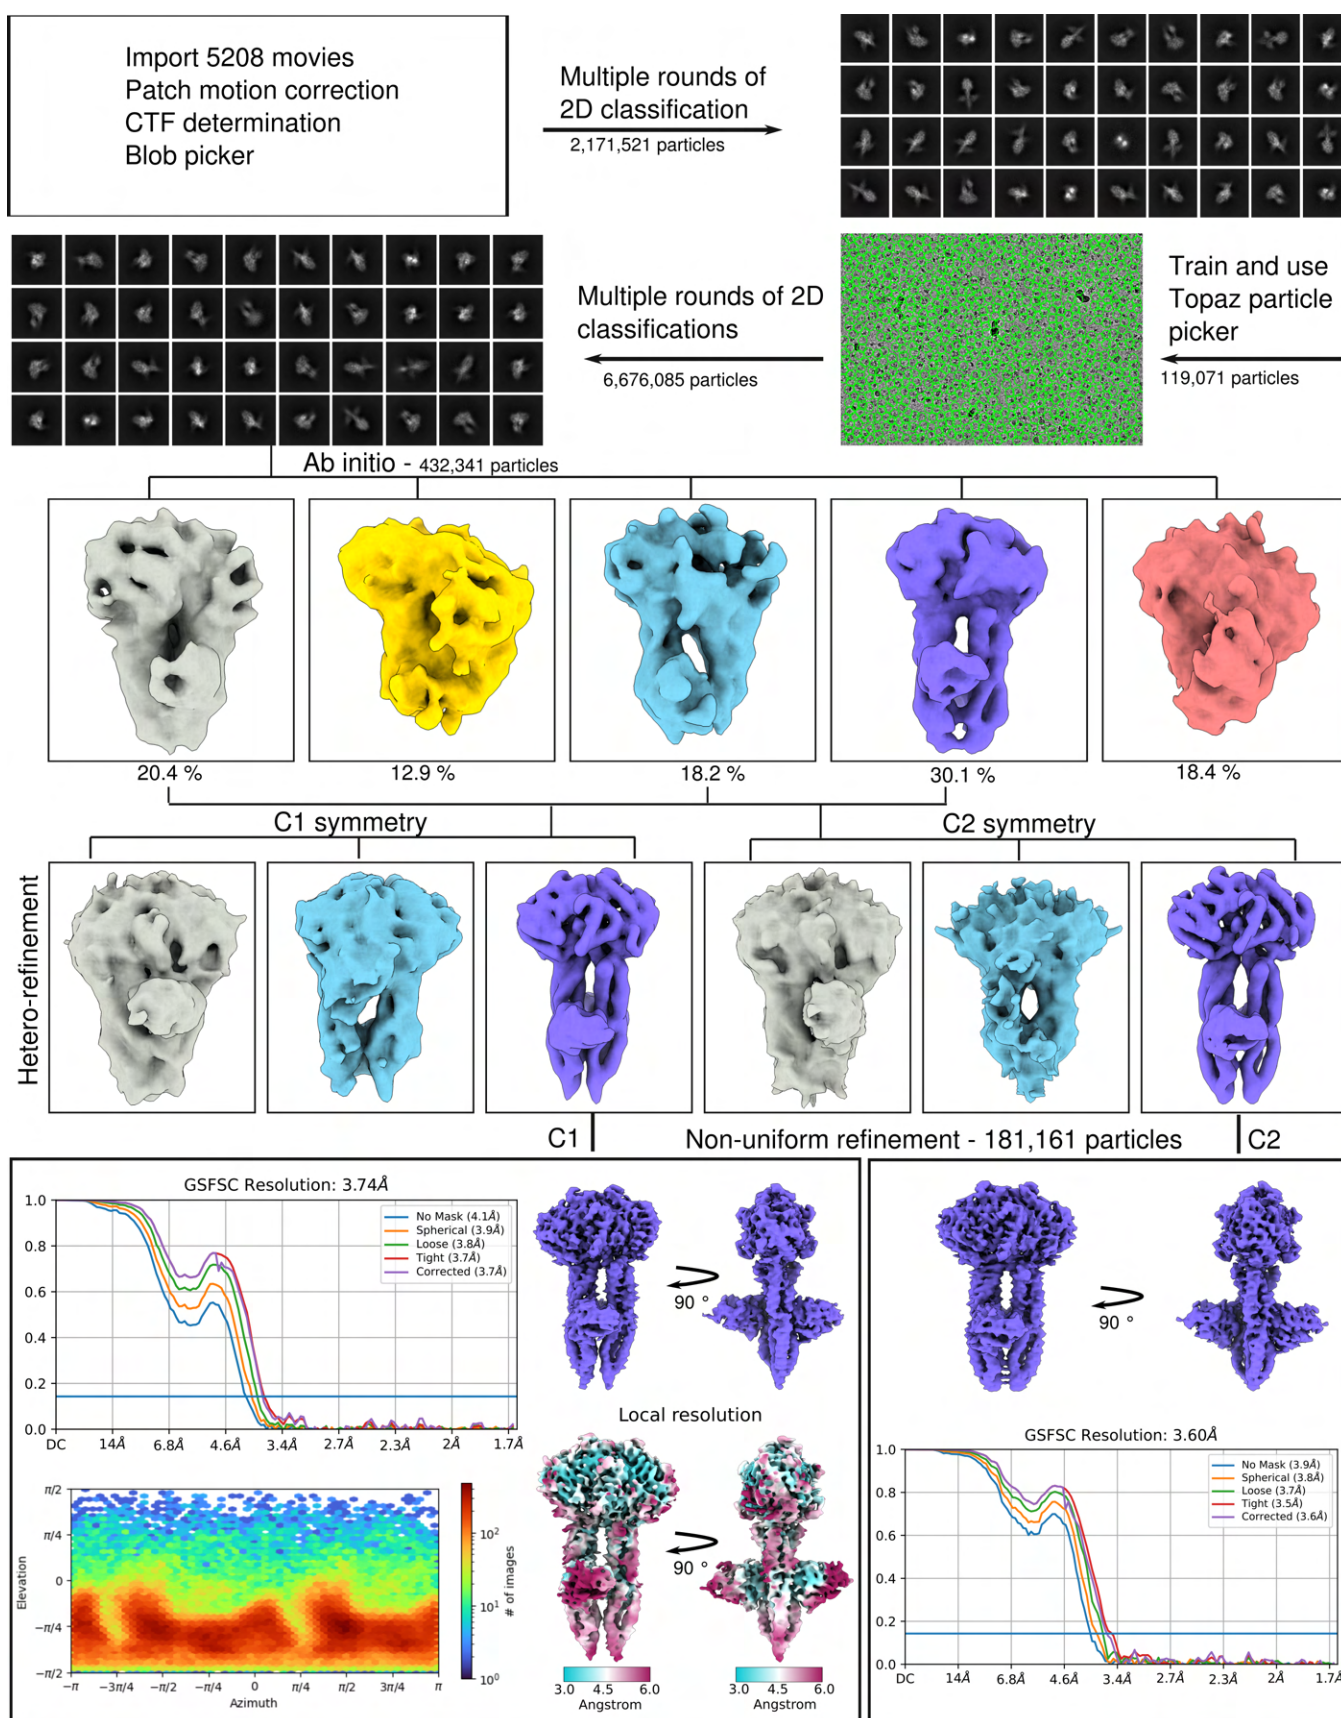 Import 5208 movies
Patch motion correction
CTF determination
Blob picker
Multiple rounds of
2D classification
2,171,521 particles
Train and use
Topaz particle
picker
119,071 particles
Multiple rounds of 2D
classifications
6,676,085 particles
Ab initio - 432,341 particles
20.4 %
12.9 %
18.2 %
30.1 %
18.4 %
C1 symmetry
C2 symmetry
Hetero-refinement
C1
Non-uniform refinement - 181,161 particles
C2
GSFSC Resolution: 3.74Å
No Mask (4.1Å)
Spherical (3.9Å)
Loose (3.8Å)
Tight (3.7Å)
Corrected (3.7Å)
1.0
0.8
0.6
0.4
0.2
0.0
DC 14Å 6.8Å 4.6Å 3.4Å 2.7Å 2.3Å 2Å 1.7Å
90 °
90 °
Local resolution
90 °
3.0 4.5 6.0
Angstrom
3.0 4.5 6.0
Angstrom
π/2
π/4
0
−π/4
−π/2
Elevation
−π −3π/4 −π/2 −π/4 0 π/4 π/2 3π/4 π
Azimuth
10²
10¹
10⁰
# of images
GSFSC Resolution: 3.60Å
No Mask (3.9Å)
Spherical (3.8Å)
Loose (3.7Å)
Tight (3.5Å)
Corrected (3.6Å)
1.0
0.8
0.6
0.4
0.2
0.0
DC 14Å 6.8Å 4.6Å 3.4Å 2.7Å 2.3Å 2Å 1.7Å